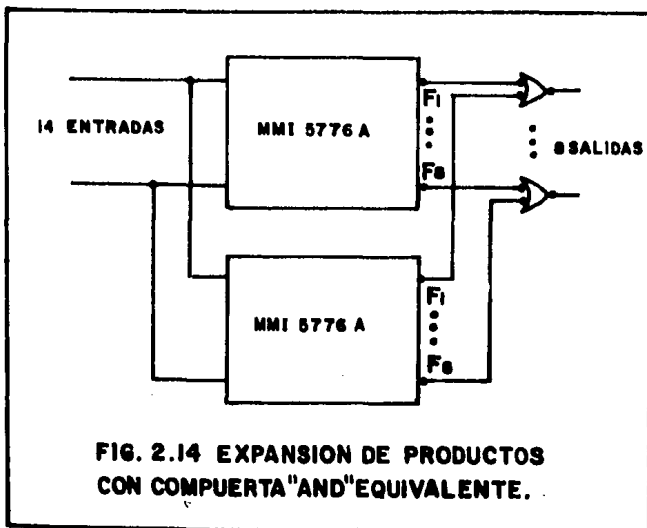 14 ENTRADAS
MMI 5776 A
F1
F8
8 SALIDAS
MMI 5776 A
F1
F8
FIG. 2.14 EXPANSION DE PRODUCTOS
CON COMPUERTA "AND" EQUIVALENTE.